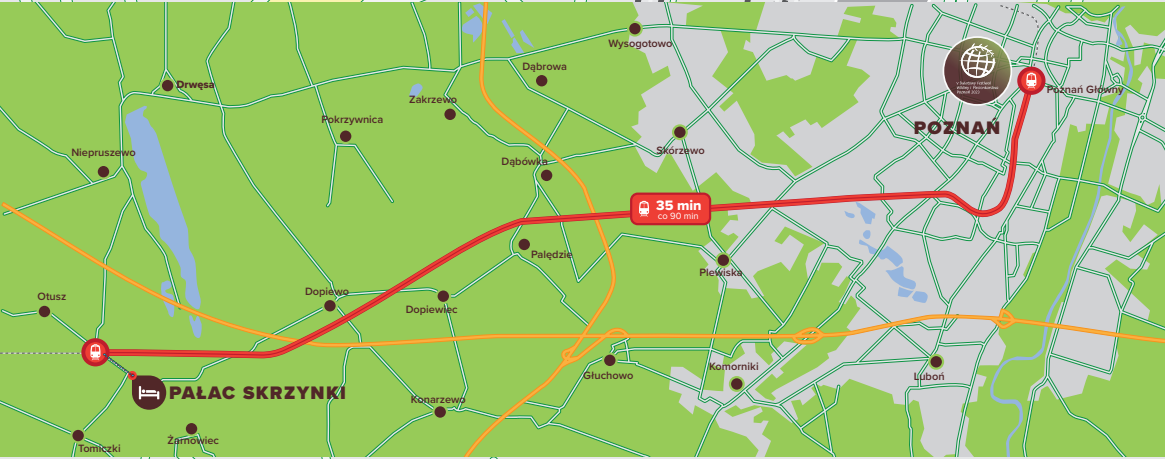 Wysogotowo
Dąbrowa
Drwęsa
Zakrzewo
Poznań Główny
Pokrzywnica
POZNAŃ
Niepruszewo
Skórzewo
Dąbówka
35 min
co 90 min
Palędzie
Plewiska
Otusz
Dopiewo
Dopiewiec
Głuchowo
Komorniki
Luboń
PAŁAC SKRZYNKI
Konarzewo
Żarnowiec
Tomiczki